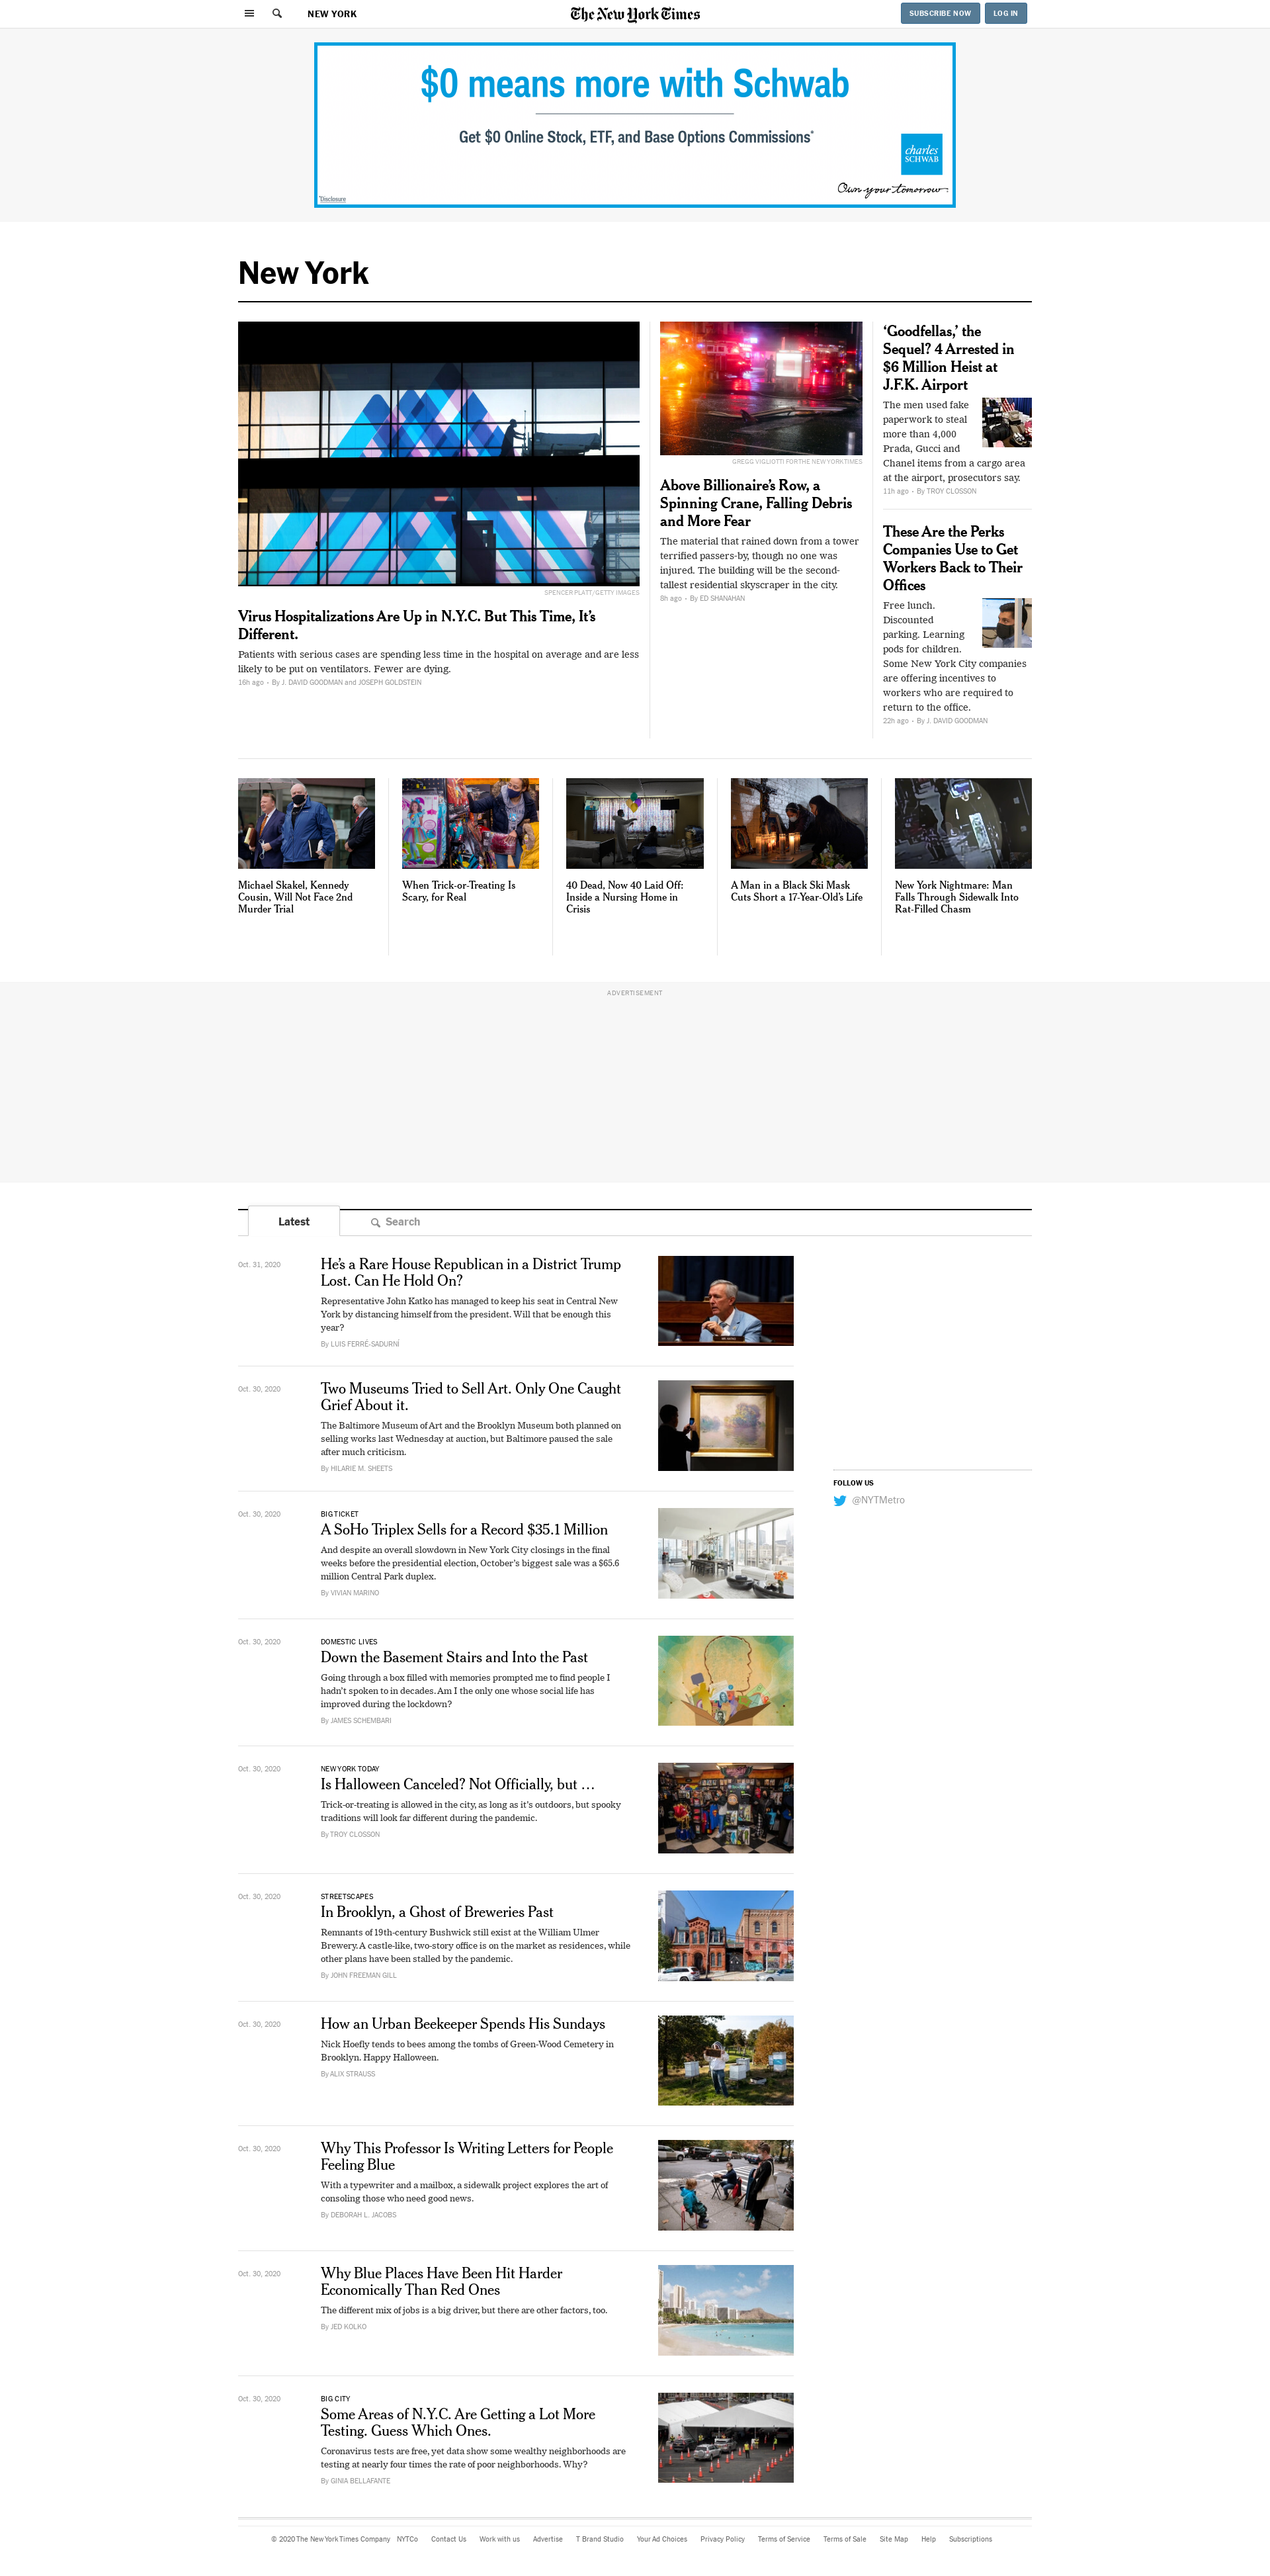 NEW YORK
The New York Times
SUBSCRIBE NOW
LOG IN
$0 means more with Schwab
Get $0 Online Stock, ETF, and Base Options Commissions*
charles
SCHWAB
Own your tomorrow
*Disclosure
New York
SPENCER PLATT/GETTY IMAGES
Virus Hospitalizations Are Up in N.Y.C. But This Time, It’s
Different.
Patients with serious cases are spending less time in the hospital on average and are less
likely to be put on ventilators. Fewer are dying.
16h ago • By J. DAVID GOODMAN and JOSEPH GOLDSTEIN
GREGG VIGLIOTTI FOR THE NEW YORK TIMES
Above Billionaire’s Row, a
Spinning Crane, Falling Debris
and More Fear
The material that rained down from a tower
terrified passers-by, though no one was
injured. The building will be the second-
tallest residential skyscraper in the city.
8h ago • By ED SHANAHAN
‘Goodfellas,’ the
Sequel? 4 Arrested in
$6 Million Heist at
J.F.K. Airport
The men used fake
paperwork to steal
more than 4,000
Prada, Gucci and
Chanel items from a cargo area
at the airport, prosecutors say.
11h ago • By TROY CLOSSON
These Are the Perks
Companies Use to Get
Workers Back to Their
Offices
Free lunch.
Discounted
parking. Learning
pods for children.
Some New York City companies
are offering incentives to
workers who are required to
return to the office.
22h ago • By J. DAVID GOODMAN
Michael Skakel, Kennedy
Cousin, Will Not Face 2nd
Murder Trial
When Trick-or-Treating Is
Scary, for Real
40 Dead, Now 40 Laid Off:
Inside a Nursing Home in
Crisis
A Man in a Black Ski Mask
Cuts Short a 17-Year-Old’s Life
New York Nightmare: Man
Falls Through Sidewalk Into
Rat-Filled Chasm
ADVERTISEMENT
Latest
Search
Oct. 31, 2020
He’s a Rare House Republican in a District Trump
Lost. Can He Hold On?
Representative John Katko has managed to keep his seat in Central New
York by distancing himself from the president. Will that be enough this
year?
By LUIS FERRÉ-SADURNÍ
Oct. 30, 2020
Two Museums Tried to Sell Art. Only One Caught
Grief About it.
The Baltimore Museum of Art and the Brooklyn Museum both planned on
selling works last Wednesday at auction, but Baltimore paused the sale
after much criticism.
By HILARIE M. SHEETS
FOLLOW US
@NYTMetro
Oct. 30, 2020
BIG TICKET
A SoHo Triplex Sells for a Record $35.1 Million
And despite an overall slowdown in New York City closings in the final
weeks before the presidential election, October’s biggest sale was a $65.6
million Central Park duplex.
By VIVIAN MARINO
Oct. 30, 2020
DOMESTIC LIVES
Down the Basement Stairs and Into the Past
Going through a box filled with memories prompted me to find people I
hadn’t spoken to in decades. Am I the only one whose social life has
improved during the lockdown?
By JAMES SCHEMBARI
Oct. 30, 2020
NEW YORK TODAY
Is Halloween Canceled? Not Officially, but …
Trick-or-treating is allowed in the city, as long as it’s outdoors, but spooky
traditions will look far different during the pandemic.
By TROY CLOSSON
Oct. 30, 2020
STREETSCAPES
In Brooklyn, a Ghost of Breweries Past
Remnants of 19th-century Bushwick still exist at the William Ulmer
Brewery. A castle-like, two-story office is on the market as residences, while
other plans have been stalled by the pandemic.
By JOHN FREEMAN GILL
Oct. 30, 2020
How an Urban Beekeeper Spends His Sundays
Nick Hoefly tends to bees among the tombs of Green-Wood Cemetery in
Brooklyn. Happy Halloween.
By ALIX STRAUSS
Oct. 30, 2020
Why This Professor Is Writing Letters for People
Feeling Blue
With a typewriter and a mailbox, a sidewalk project explores the art of
consoling those who need good news.
By DEBORAH L. JACOBS
Oct. 30, 2020
Why Blue Places Have Been Hit Harder
Economically Than Red Ones
The different mix of jobs is a big driver, but there are other factors, too.
By JED KOLKO
Oct. 30, 2020
BIG CITY
Some Areas of N.Y.C. Are Getting a Lot More
Testing. Guess Which Ones.
Coronavirus tests are free, yet data show some wealthy neighborhoods are
testing at nearly four times the rate of poor neighborhoods. Why?
By GINIA BELLAFANTE
© 2020 The New York Times Company NYTCo Contact Us Work with us Advertise T Brand Studio Your Ad Choices Privacy Policy Terms of Service Terms of Sale Site Map Help Subscriptions